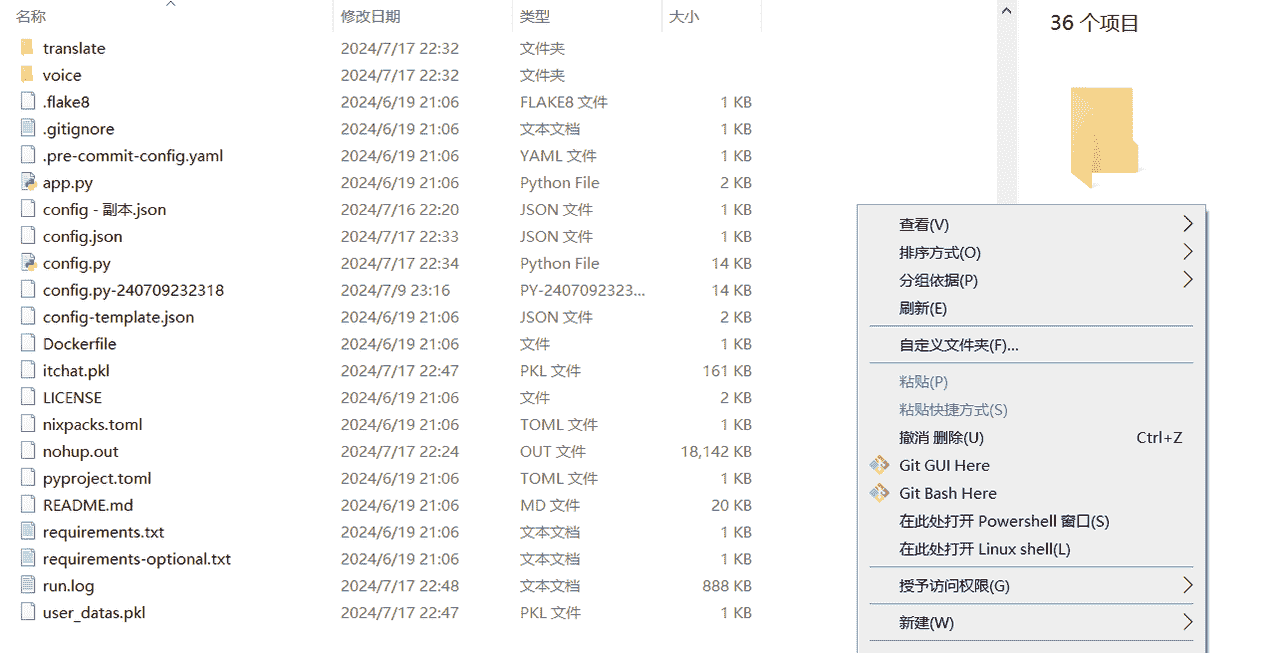 名称 修改日期 类型 大小
translate 2024/7/17 22:32 文件夹
voice 2024/7/17 22:32 文件夹
.flake8 2024/6/19 21:06 FLAKE8 文件 1 KB
.gitignore 2024/6/19 21:06 文本文档 1 KB
.pre-commit-config.yaml 2024/6/19 21:06 YAML 文件 1 KB
app.py 2024/6/19 21:06 Python File 2 KB
config - 副本.json 2024/7/16 22:20 JSON 文件 1 KB
config.json 2024/7/17 22:33 JSON 文件 1 KB
config.py 2024/7/17 22:34 Python File 14 KB
config.py-240709232318 2024/7/9 23:16 PY-2407092323... 14 KB
config-template.json 2024/6/19 21:06 JSON 文件 2 KB
Dockerfile 2024/6/19 21:06 文件 1 KB
itchat.pkl 2024/7/17 22:47 PKL 文件 161 KB
LICENSE 2024/6/19 21:06 文件 2 KB
nixpacks.toml 2024/6/19 21:06 TOML 文件 1 KB
nohup.out 2024/7/17 22:24 OUT 文件 18,142 KB
pyproject.toml 2024/6/19 21:06 TOML 文件 1 KB
README.md 2024/6/19 21:06 MD 文件 20 KB
requirements.txt 2024/6/19 21:06 文本文档 1 KB
requirements-optional.txt 2024/6/19 21:06 文本文档 1 KB
run.log 2024/7/17 22:48 文本文档 888 KB
user_datas.pkl 2024/7/17 22:47 PKL 文件 1 KB
36 个项目
查看(V)
排序方式(O)
分组依据(P)
刷新(E)
自定义文件夹(F)...
粘贴(P)
粘贴快捷方式(S)
撤消 删除(U) Ctrl+Z
Git GUI Here
Git Bash Here
在此处打开 Powershell 窗口(S)
在此处打开 Linux shell(L)
授予访问权限(G)
新建(W)